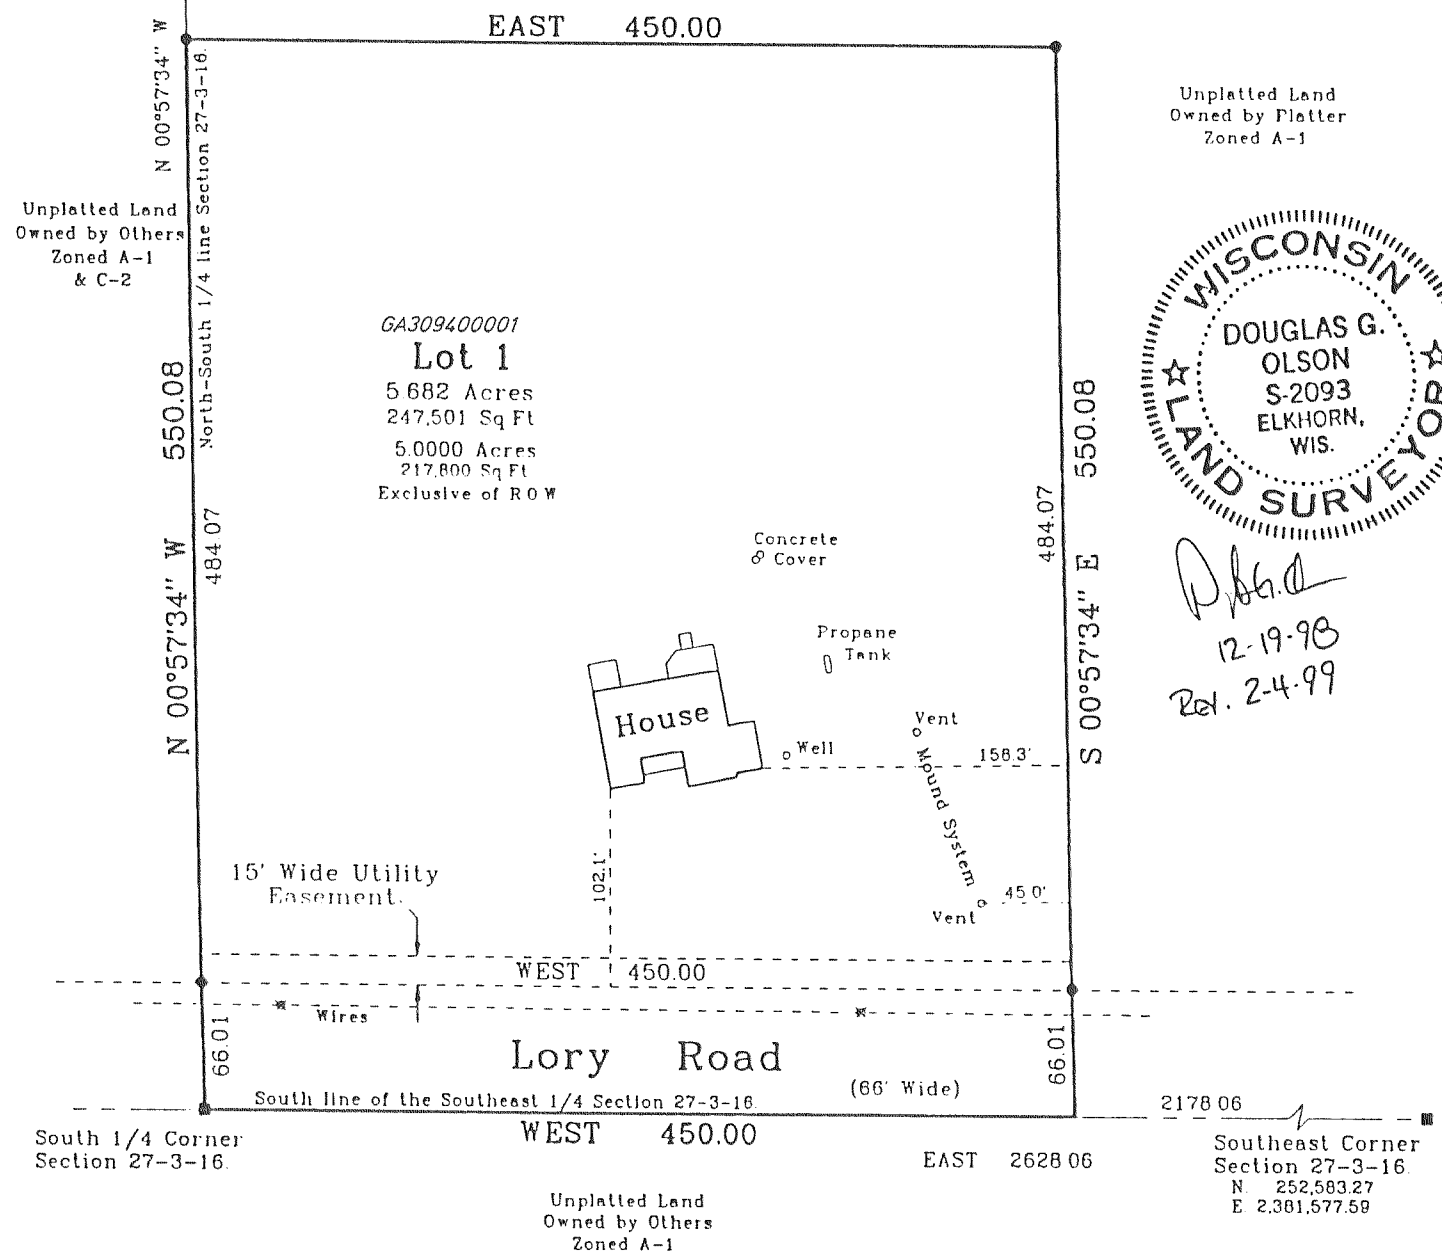 EAST 450.00
N 00°57'34" W
North-South 1/4 line Section 27-3-16.
Unplatted Land
Owned by Flatter
Zoned A-1
Unplatted Land
Owned by Others
Zoned A-1
& C-2
WISCONSIN
LAND SURVEYOR
DOUGLAS G.
OLSON
S-2093
ELKHORN,
WIS.
12-19-98
Rev. 2-4-99
GA309400001
Lot 1
5.682 Acres
247,501 Sq Ft
5.0000 Acres
217,800 Sq Ft
Exclusive of R O W
N 00°57'34" W 550.08
484.07
S 00°57'34" E 550.08
484.07
Concrete
Cover
Propane
Tank
House
Vent
Well
158.3'
Mound System
102.1'
45.0'
Vent
15' Wide Utility
Easement.
WEST 450.00
Wires
66.01
66.01
Lory Road
(66' Wide)
South line of the Southeast 1/4 Section 27-3-16.
WEST 450.00
2178.06
South 1/4 Corner
Section 27-3-16.
EAST 2628.06
Southeast Corner
Section 27-3-16.
N. 252,583.27
E. 2,381,577.59
Unplatted Land
Owned by Others
Zoned A-1